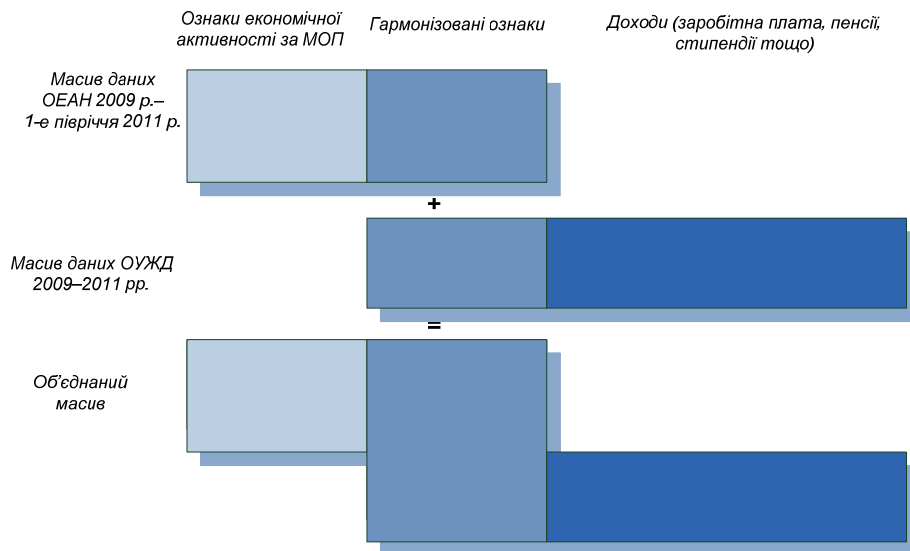 Ознаки економічної
активності за МОП
Гармонізовані ознаки
Доходи (заробітна плата, пенсії,
стипендії тощо)
Масив даних
ОЕАН 2009 р.–
1-е півріччя 2011 р.
+
Масив даних ОУЖД
2009–2011 рр.
=
Об’єднаний
масив